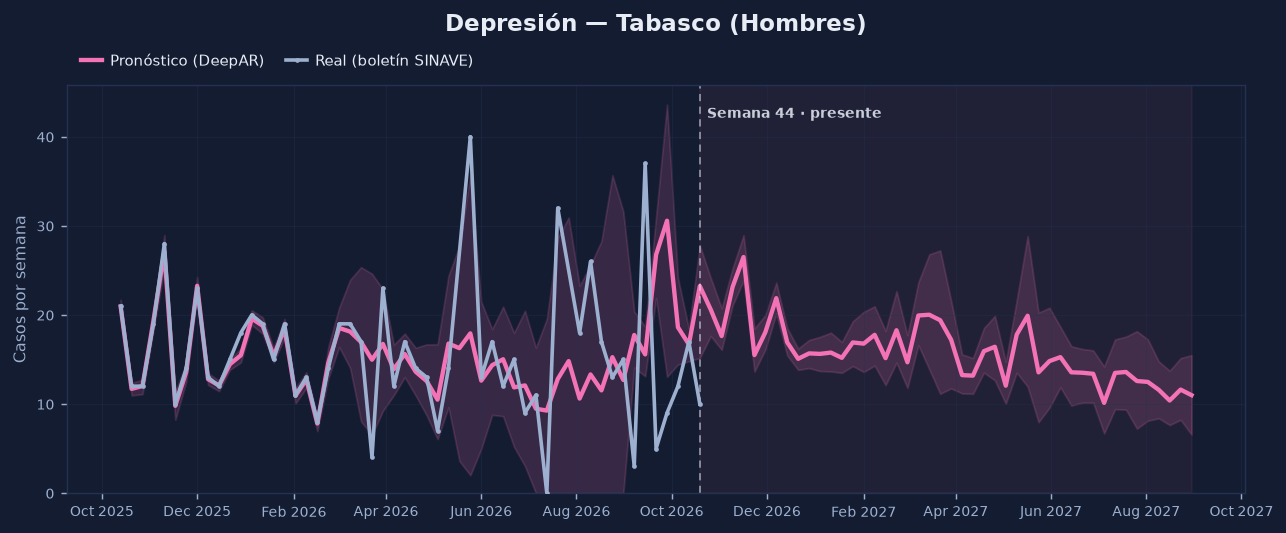 Depresión — Tabasco (Hombres)
Pronóstico (DeepAR)
Real (boletín SINAVE)
Semana 44 · presente
Casos por semana
40
30
20
10
0
Oct 2025
Dec 2025
Feb 2026
Apr 2026
Jun 2026
Aug 2026
Oct 2026
Dec 2026
Feb 2027
Apr 2027
Jun 2027
Aug 2027
Oct 2027